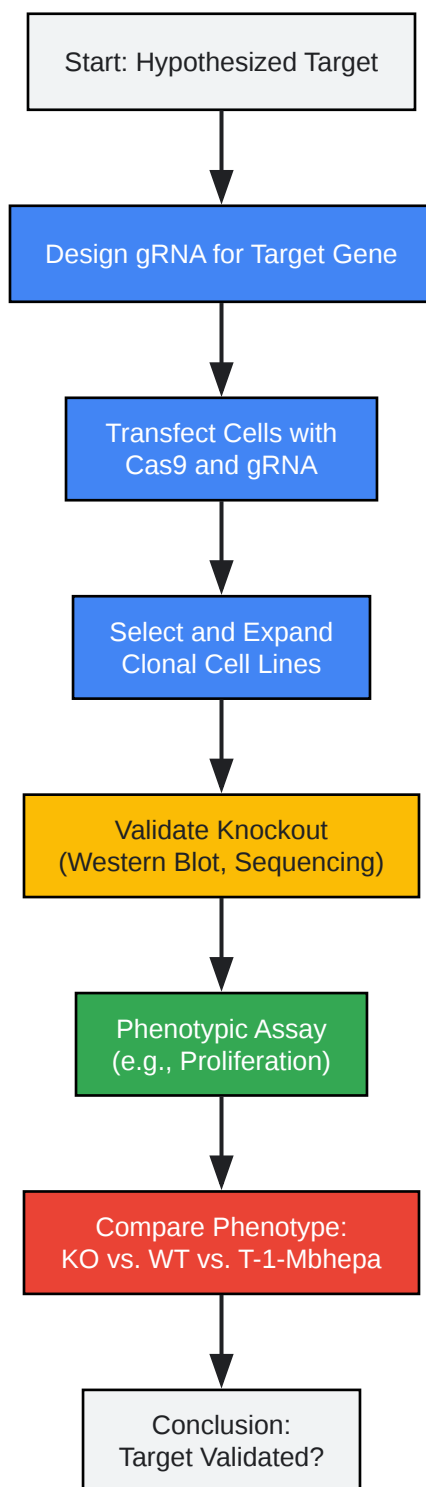 Start: Hypothesized Target
Design gRNA for Target Gene
Transfect Cells with
Cas9 and gRNA
Select and Expand
Clonal Cell Lines
Validate Knockout
(Western Blot, Sequencing)
Phenotypic Assay
(e.g., Proliferation)
Compare Phenotype:
KO vs. WT vs. T-1-Mbhepa
Conclusion:
Target Validated?